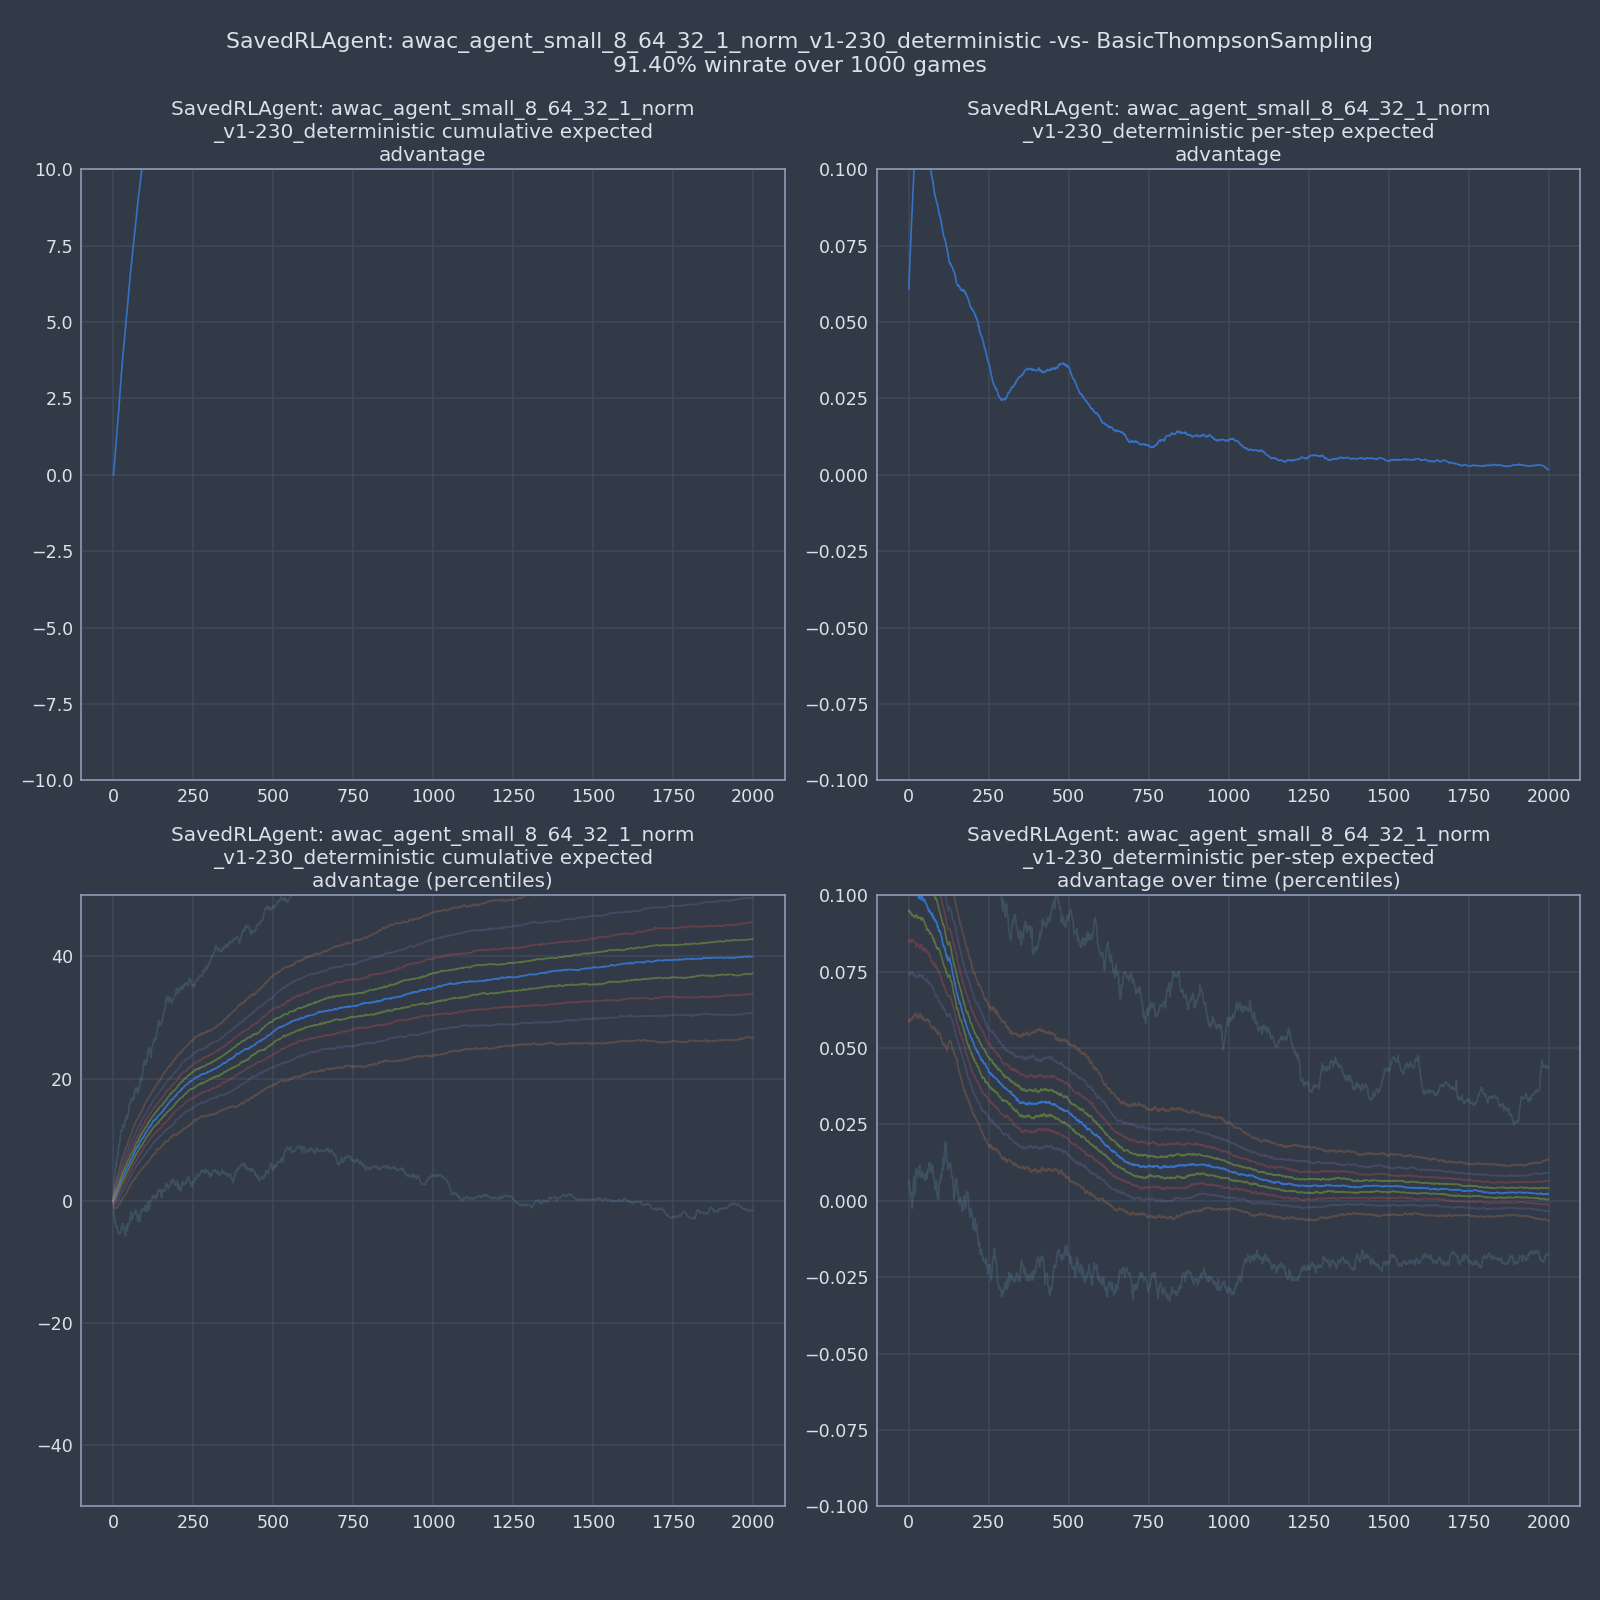 SavedRLAgent: awac_agent_small_8_64_32_1_norm_v1-230_deterministic -vs- BasicThompsonSampling
91.40% winrate over 1000 games
SavedRLAgent: awac_agent_small_8_64_32_1_norm
_v1-230_deterministic cumulative expected
advantage
10.0
7.5
5.0
2.5
0.0
−2.5
−5.0
−7.5
−10.0
0 250 500 750 1000 1250 1500 1750 2000
SavedRLAgent: awac_agent_small_8_64_32_1_norm
_v1-230_deterministic per-step expected
advantage
0.100
0.075
0.050
0.025
0.000
−0.025
−0.050
−0.075
−0.100
0 250 500 750 1000 1250 1500 1750 2000
SavedRLAgent: awac_agent_small_8_64_32_1_norm
_v1-230_deterministic cumulative expected
advantage (percentiles)
40
20
0
−20
−40
0 250 500 750 1000 1250 1500 1750 2000
SavedRLAgent: awac_agent_small_8_64_32_1_norm
_v1-230_deterministic per-step expected
advantage over time (percentiles)
0.100
0.075
0.050
0.025
0.000
−0.025
−0.050
−0.075
−0.100
0 250 500 750 1000 1250 1500 1750 2000